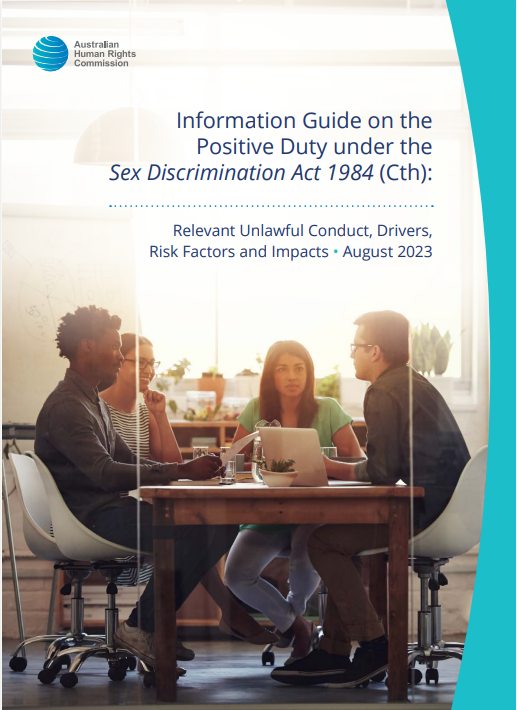 Australian
Human Rights
Commission
Information Guide on the
Positive Duty under the
Sex Discrimination Act 1984 (Cth):
Relevant Unlawful Conduct, Drivers,
Risk Factors and Impacts • August 2023